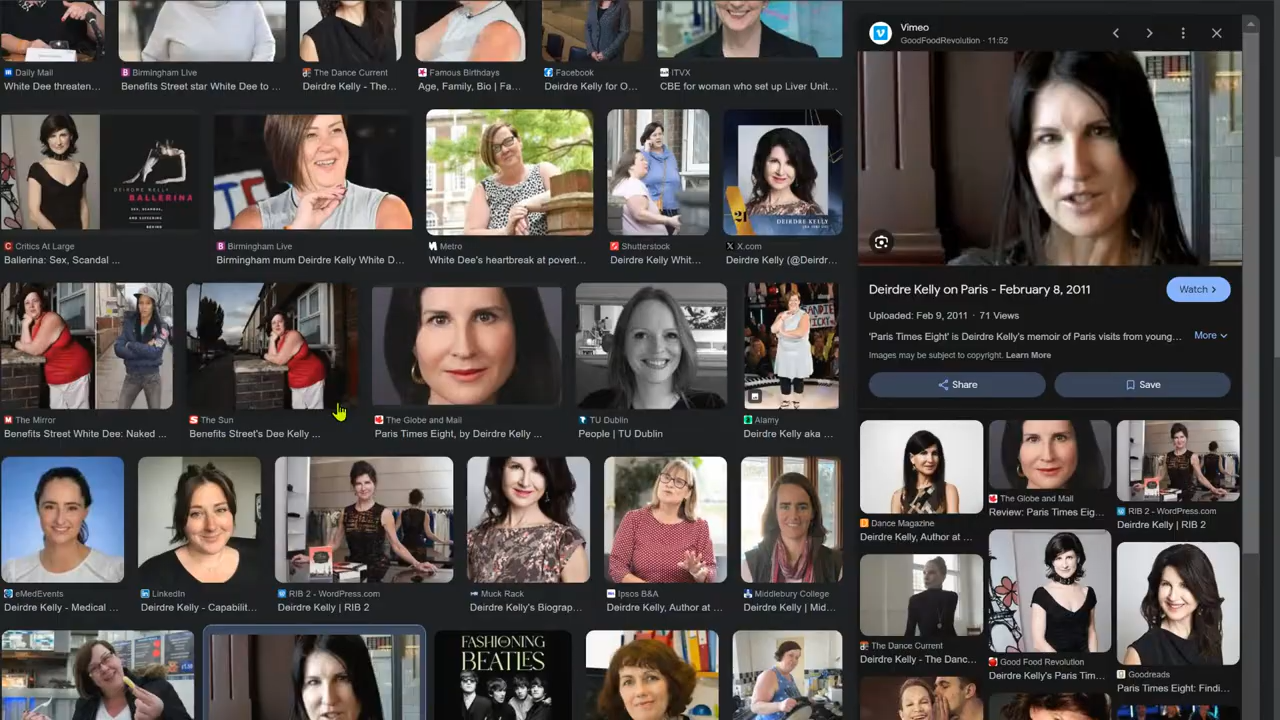 Daily Mail
White Dee threaten...
Birmingham Live
Benefits Street star White Dee to ...
The Dance Current
Deirdre Kelly - The...
Famous Birthdays
Age, Family, Bio | Fa...
Facebook
Deirdre Kelly for O...
ITVX
CBE for woman who set up Liver Unit...
DEIRDRE KELLY
BALLERINA
SEX, SCANDAL,
AND SUFFERING
BEHIND
21
DEIRDRE KELLY
Critics At Large
Ballerina: Sex, Scandal ...
Birmingham Live
Birmingham mum Deirdre Kelly White D...
Metro
White Dee's heartbreak at povert...
Shutterstock
Deirdre Kelly Whit...
X.com
Deirdre Kelly (@Deirdr...
The Mirror
Benefits Street White Dee: Naked ...
The Sun
Benefits Street's Dee Kelly ...
The Globe and Mail
Paris Times Eight, by Deirdre Kelly ...
TU Dublin
People | TU Dublin
Alamy
Deirdre Kelly aka ...
eMedEvents
Deirdre Kelly - Medical ...
LinkedIn
Deirdre Kelly - Capabilit...
RIB 2 - WordPress.com
Deirdre Kelly | RIB 2
Muck Rack
Deirdre Kelly's Biograp...
Ipsos B&A
Deirdre Kelly, Author at ...
Middlebury College
Deirdre Kelly | Mid...
FASHIONING
BEATLES
Vimeo
GoodFoodRevolution · 11:52
Deirdre Kelly on Paris - February 8, 2011
Watch
Uploaded: Feb 9, 2011 · 71 Views
'Paris Times Eight' is Deirdre Kelly's memoir of Paris visits from young...
More
Images may be subject to copyright. Learn More
Share
Save
Dance Magazine
Deirdre Kelly, Author at ...
The Globe and Mail
Review: Paris Times Eig...
RIB 2 - WordPress.com
Deirdre Kelly | RIB 2
The Dance Current
Deirdre Kelly - The Danc...
Good Food Revolution
Deirdre Kelly's Paris Tim...
Goodreads
Paris Times Eight: Findi...